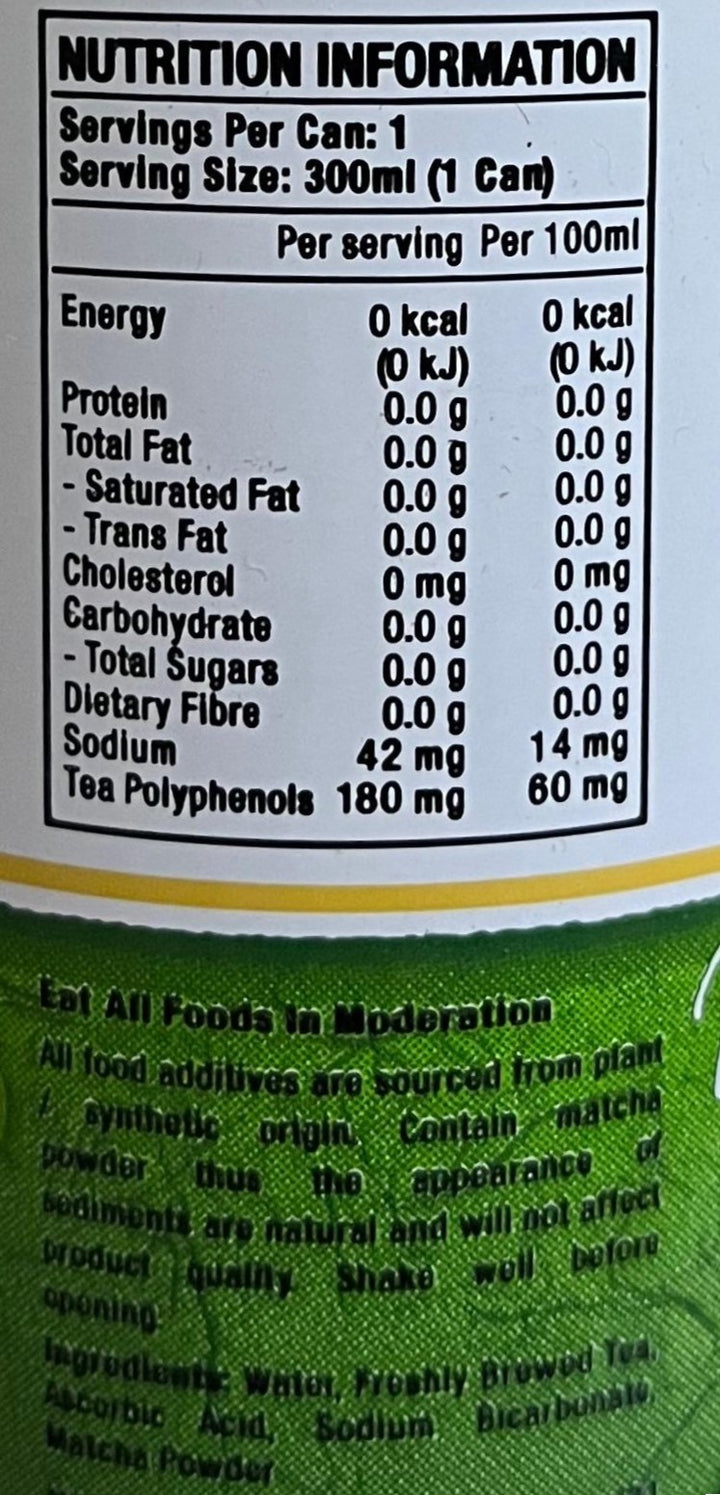 NUTRITION INFORMATION
Servings Per Can: 1
Serving Size: 300ml (1 Can)
Per serving Per 100ml
Energy 0 kcal 0 kcal
(0 kJ) (0 kJ)
Protein 0.0 g 0.0 g
Total Fat 0.0 g 0.0 g
- Saturated Fat 0.0 g 0.0 g
- Trans Fat 0.0 g 0.0 g
Cholesterol 0 mg 0 mg
Carbohydrate 0.0 g 0.0 g
- Total Sugars 0.0 g 0.0 g
Dietary Fibre 0.0 g 0.0 g
Sodium 42 mg 14 mg
Tea Polyphenols 180 mg 60 mg
Eat All Foods In Moderation
All food additives are sourced from plant
/ synthetic origin. Contain matcha
powder thus the appearance of
sediments are natural and will not affect
product quality. Shake well before
opening.
Ingredients: Water, Freshly Brewed Tea,
Ascorbic Acid, Sodium Bicarbonate,
Matcha Powder